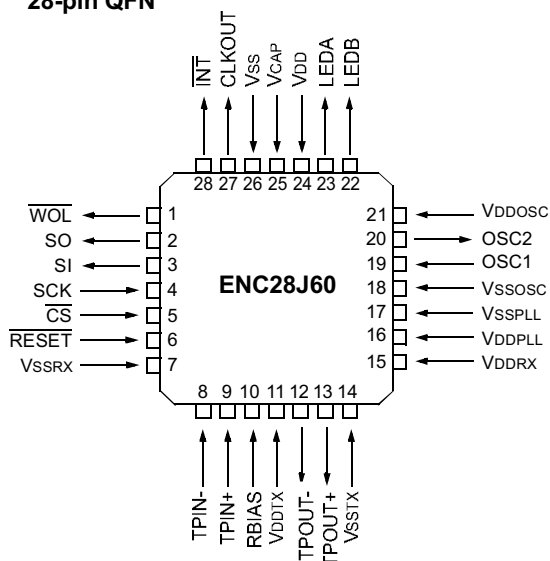 28-pin QFN
INT
CLKOUT
VSS
VCAP
VDD
LEDA
LEDB
28 27 26 25 24 23 22
WOL 1
SO 2
SI 3
SCK 4
CS 5
RESET 6
VSSRX 7
ENC28J60
21 VDDOSC
20 OSC2
19 OSC1
18 VSSOSC
17 VSSPLL
16 VDDPLL
15 VDDRX
8 9 10 11 12 13 14
TPIN-
TPIN+
RBIAS
VDDTX
TPOUT-
TPOUT+
VSSTX